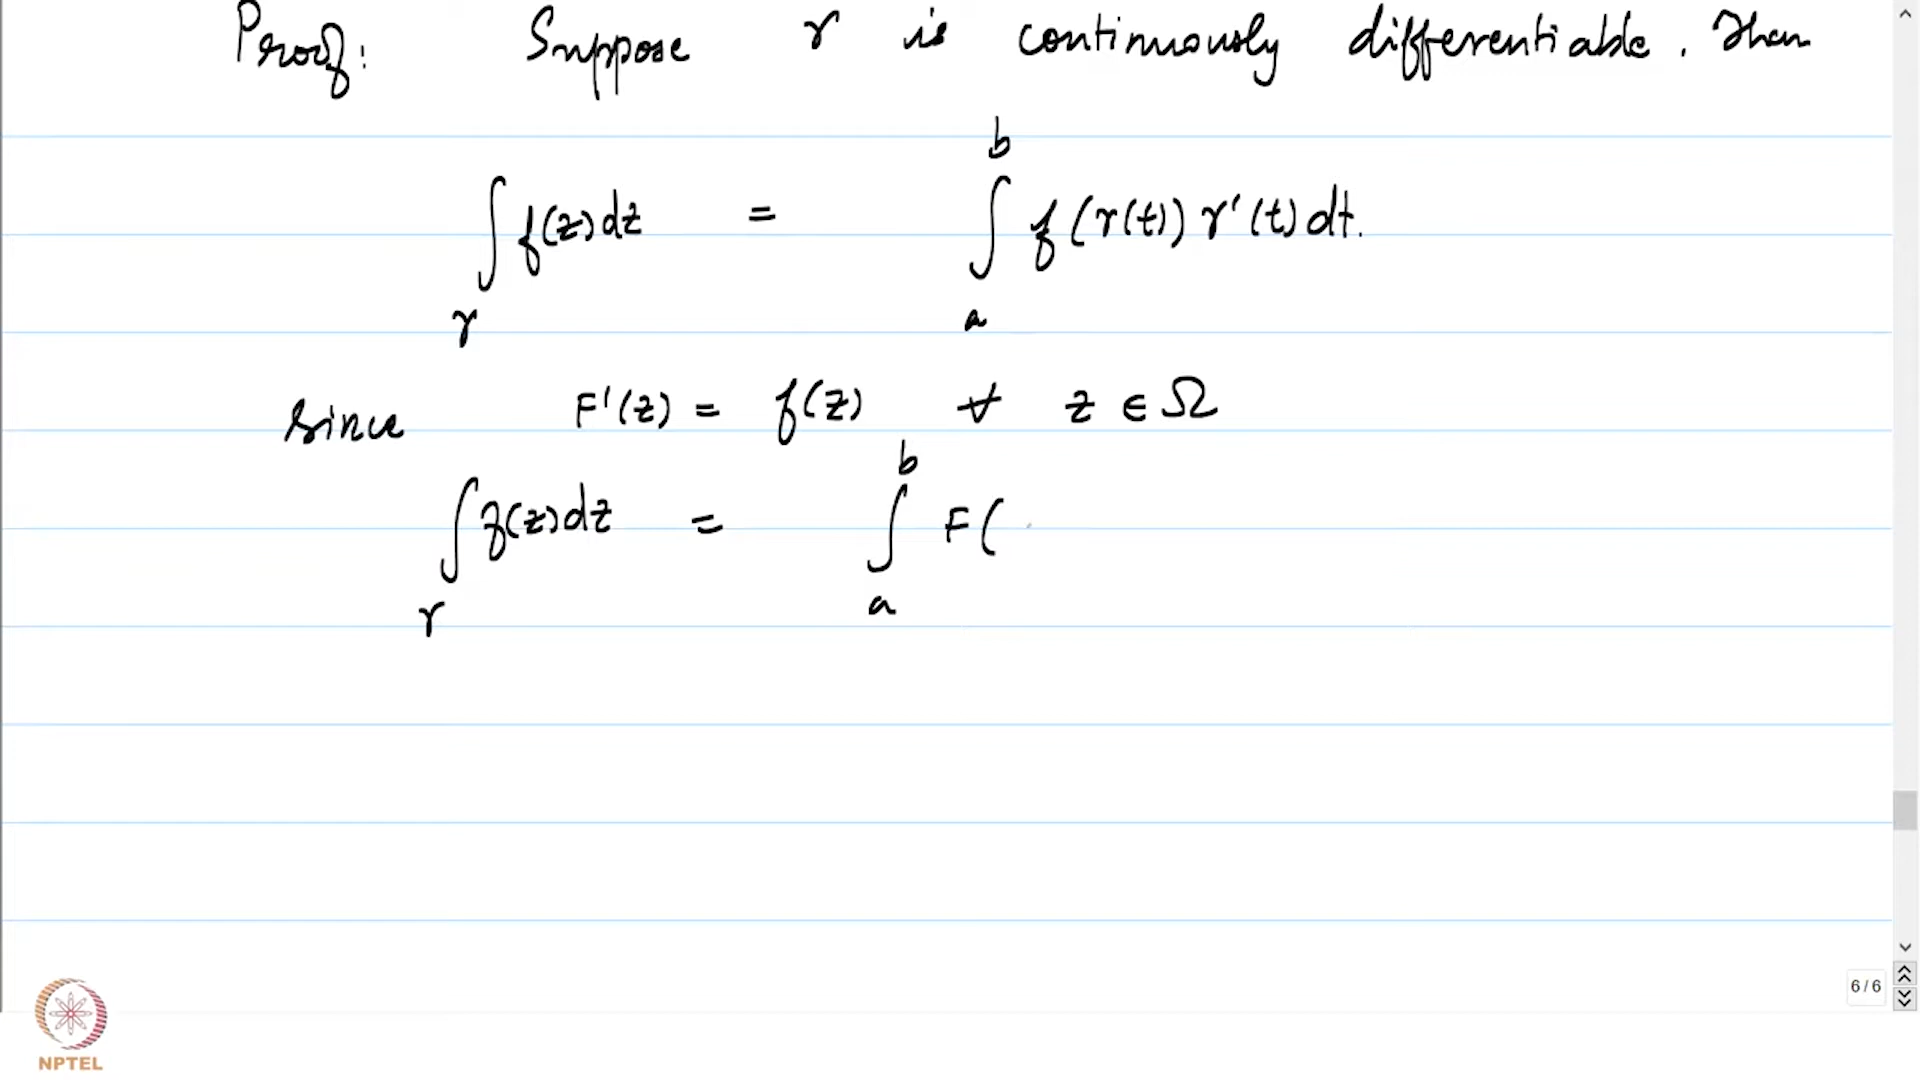 Proof: Suppose γ is continuously differentiable. Then
∫_γ f(z)dz = ∫_a^b f(γ(t)) γ'(t) dt.
since F'(z) = f(z) ∀ z ∈ Ω
∫_γ f(z)dz = ∫_a^b F(
6 / 6
NPTEL